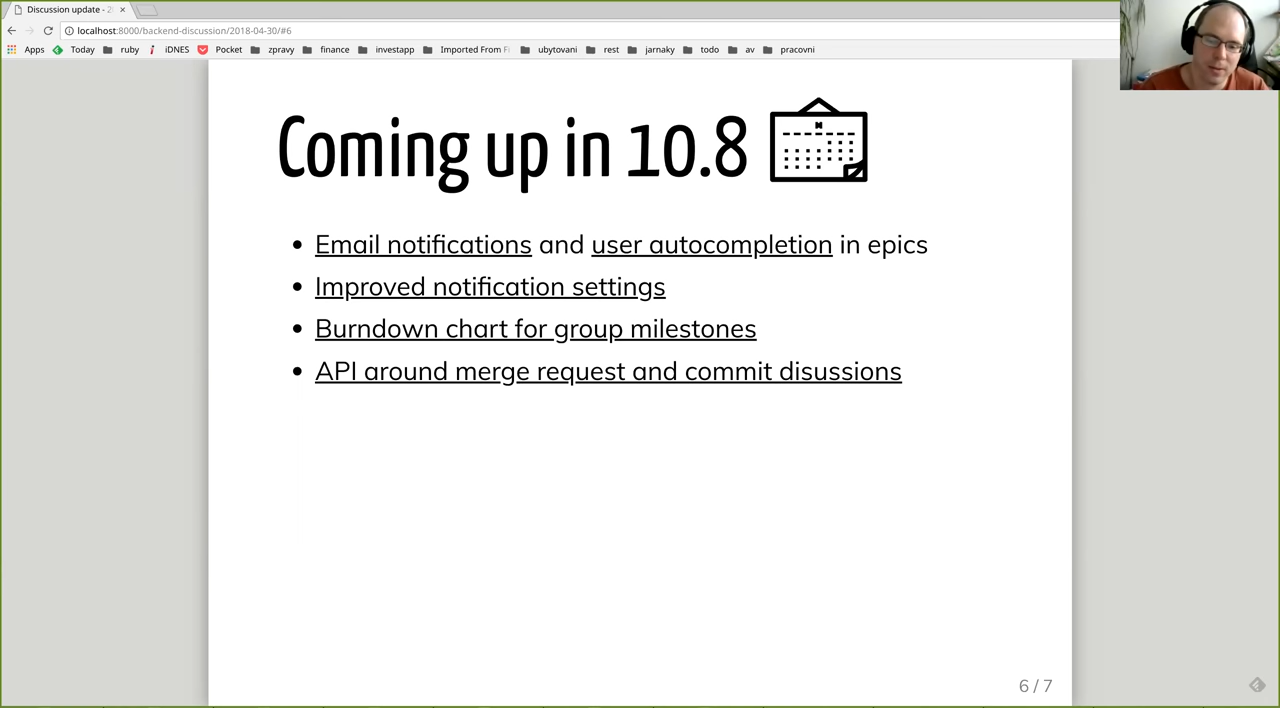 Discussion update - 2
localhost:8000/backend-discussion/2018-04-30/#6
Apps Today ruby iDNES Pocket zpravy finance investapp Imported From Fi ubytovani rest jarnaky todo av pracovni
Coming up in 10.8
Email notifications and user autocompletion in epics
Improved notification settings
Burndown chart for group milestones
API around merge request and commit disussions
6 / 7